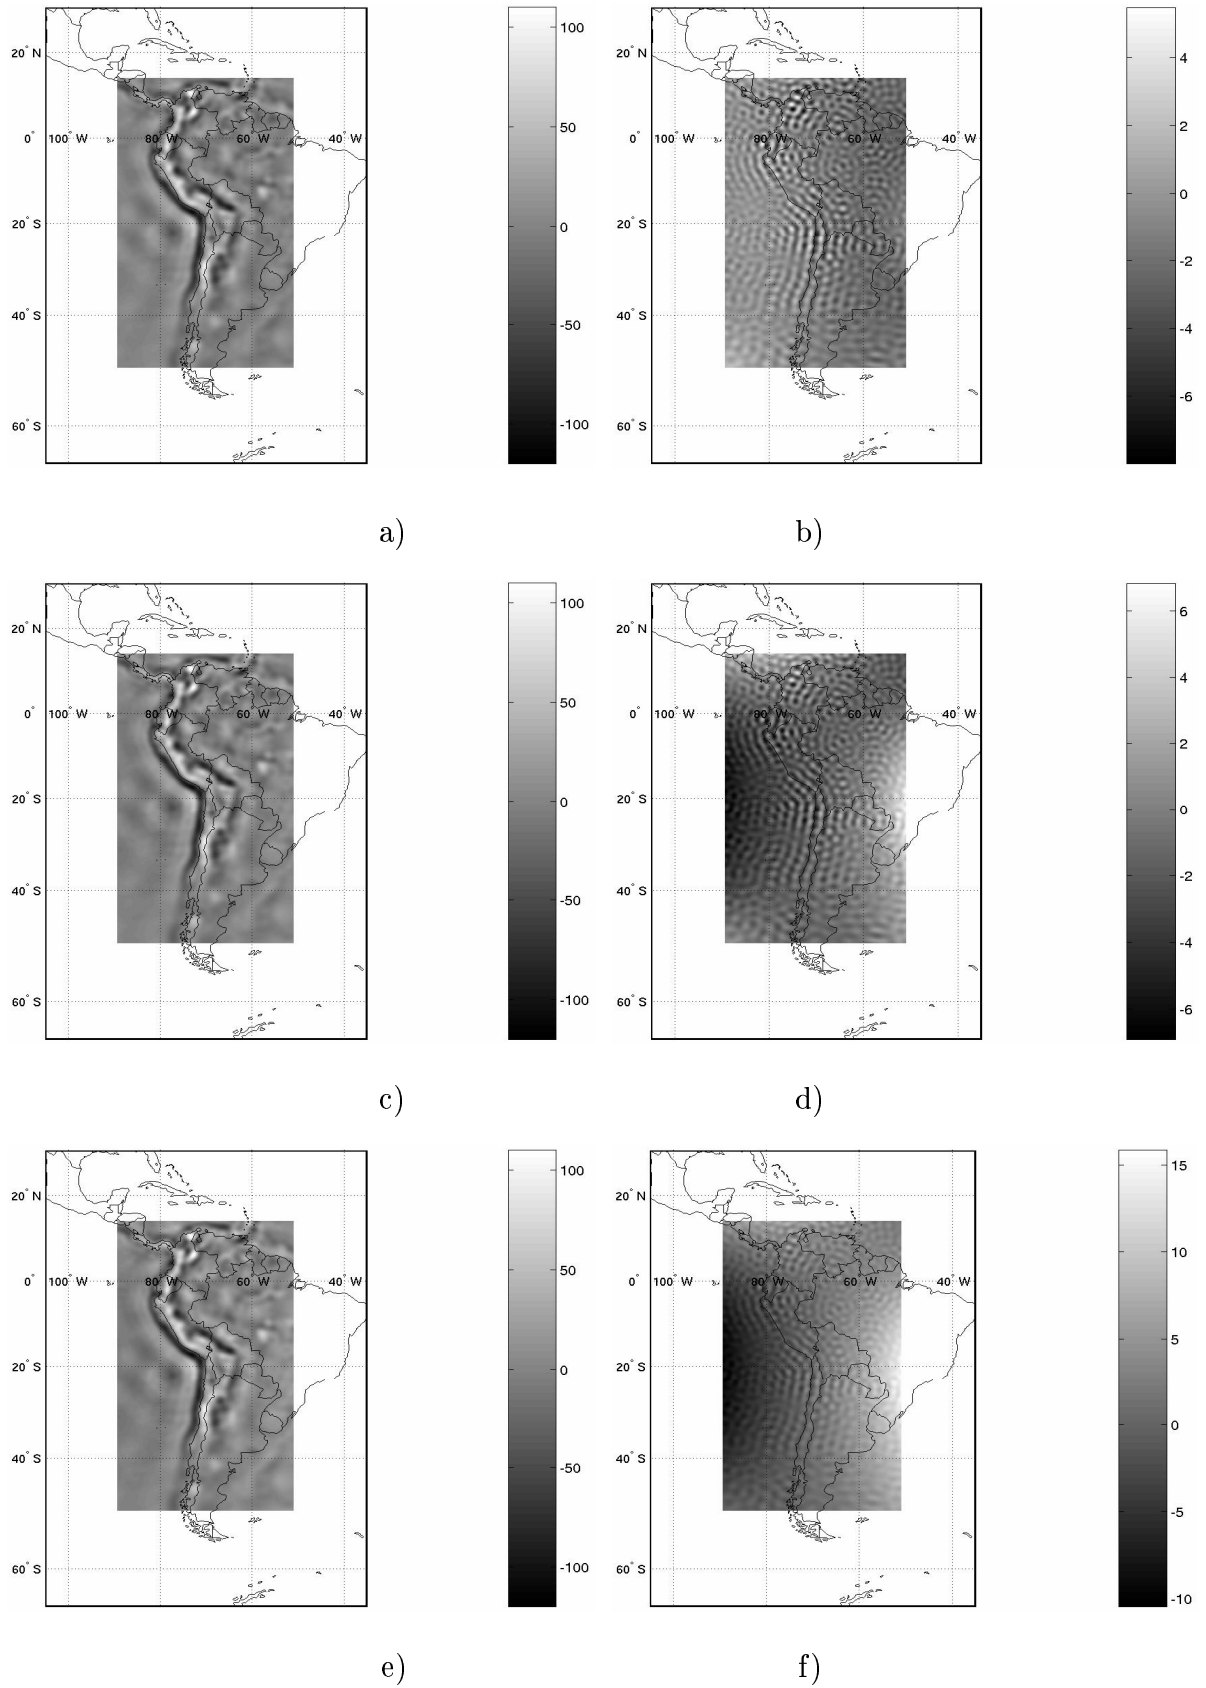 20° N
0°
100° W
80° W
60° W
40° W
20° S
40° S
60° S
100
50
0
-50
-100
a)
20° N
0°
100° W
80° W
60° W
40° W
20° S
40° S
60° S
4
2
0
-2
-4
-6
b)
20° N
0°
100° W
80° W
60° W
40° W
20° S
40° S
60° S
100
50
0
-50
-100
c)
20° N
0°
100° W
80° W
60° W
40° W
20° S
40° S
60° S
6
4
2
0
-2
-4
-6
d)
20° N
0°
100° W
80° W
60° W
40° W
20° S
40° S
60° S
100
50
0
-50
-100
e)
20° N
0°
100° W
80° W
60° W
40° W
20° S
40° S
60° S
15
10
5
0
-5
-10
f)